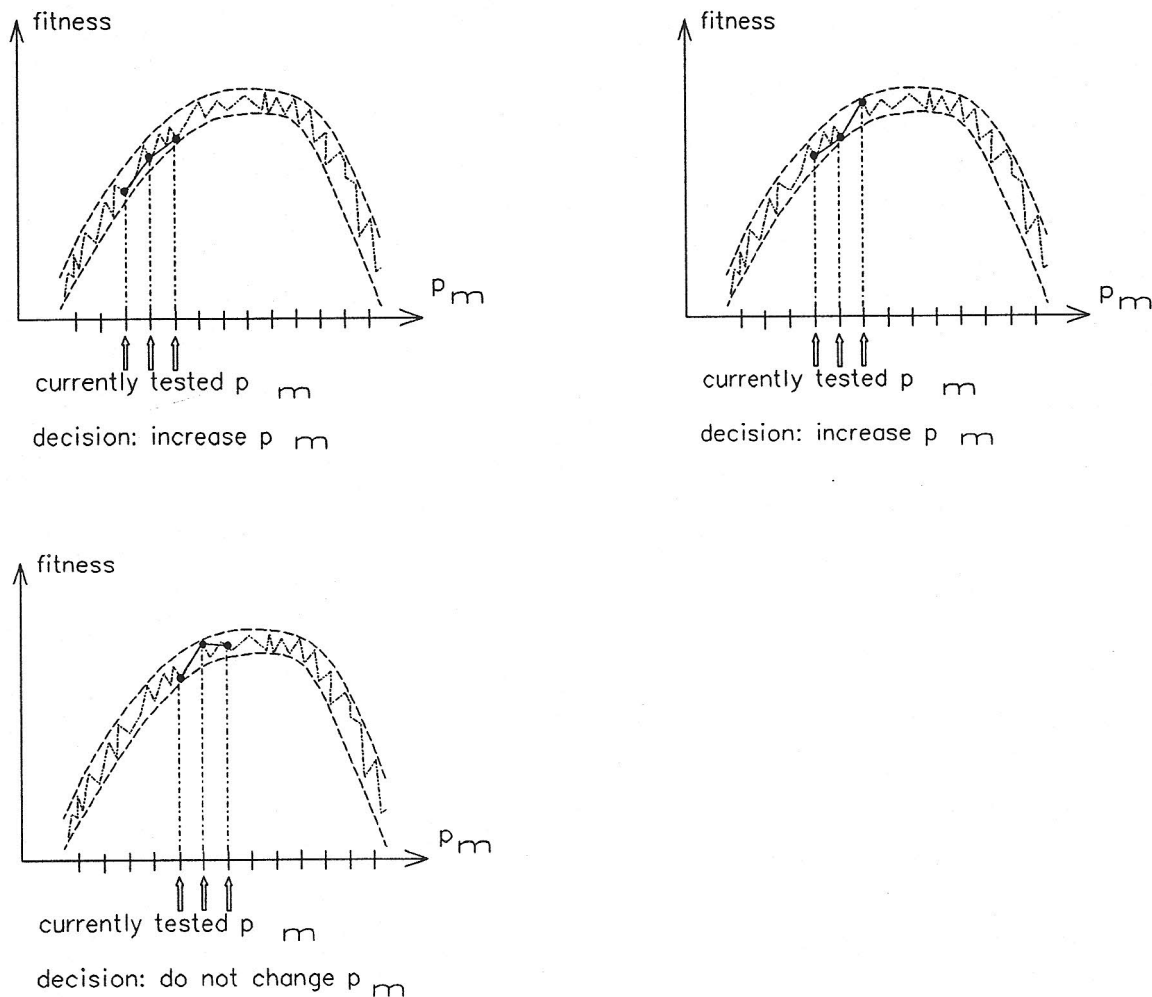 fitness
p m
currently tested p m
decision: increase p m
fitness
p m
currently tested p m
decision: increase p m
fitness
p m
currently tested p m
decision: do not change p m